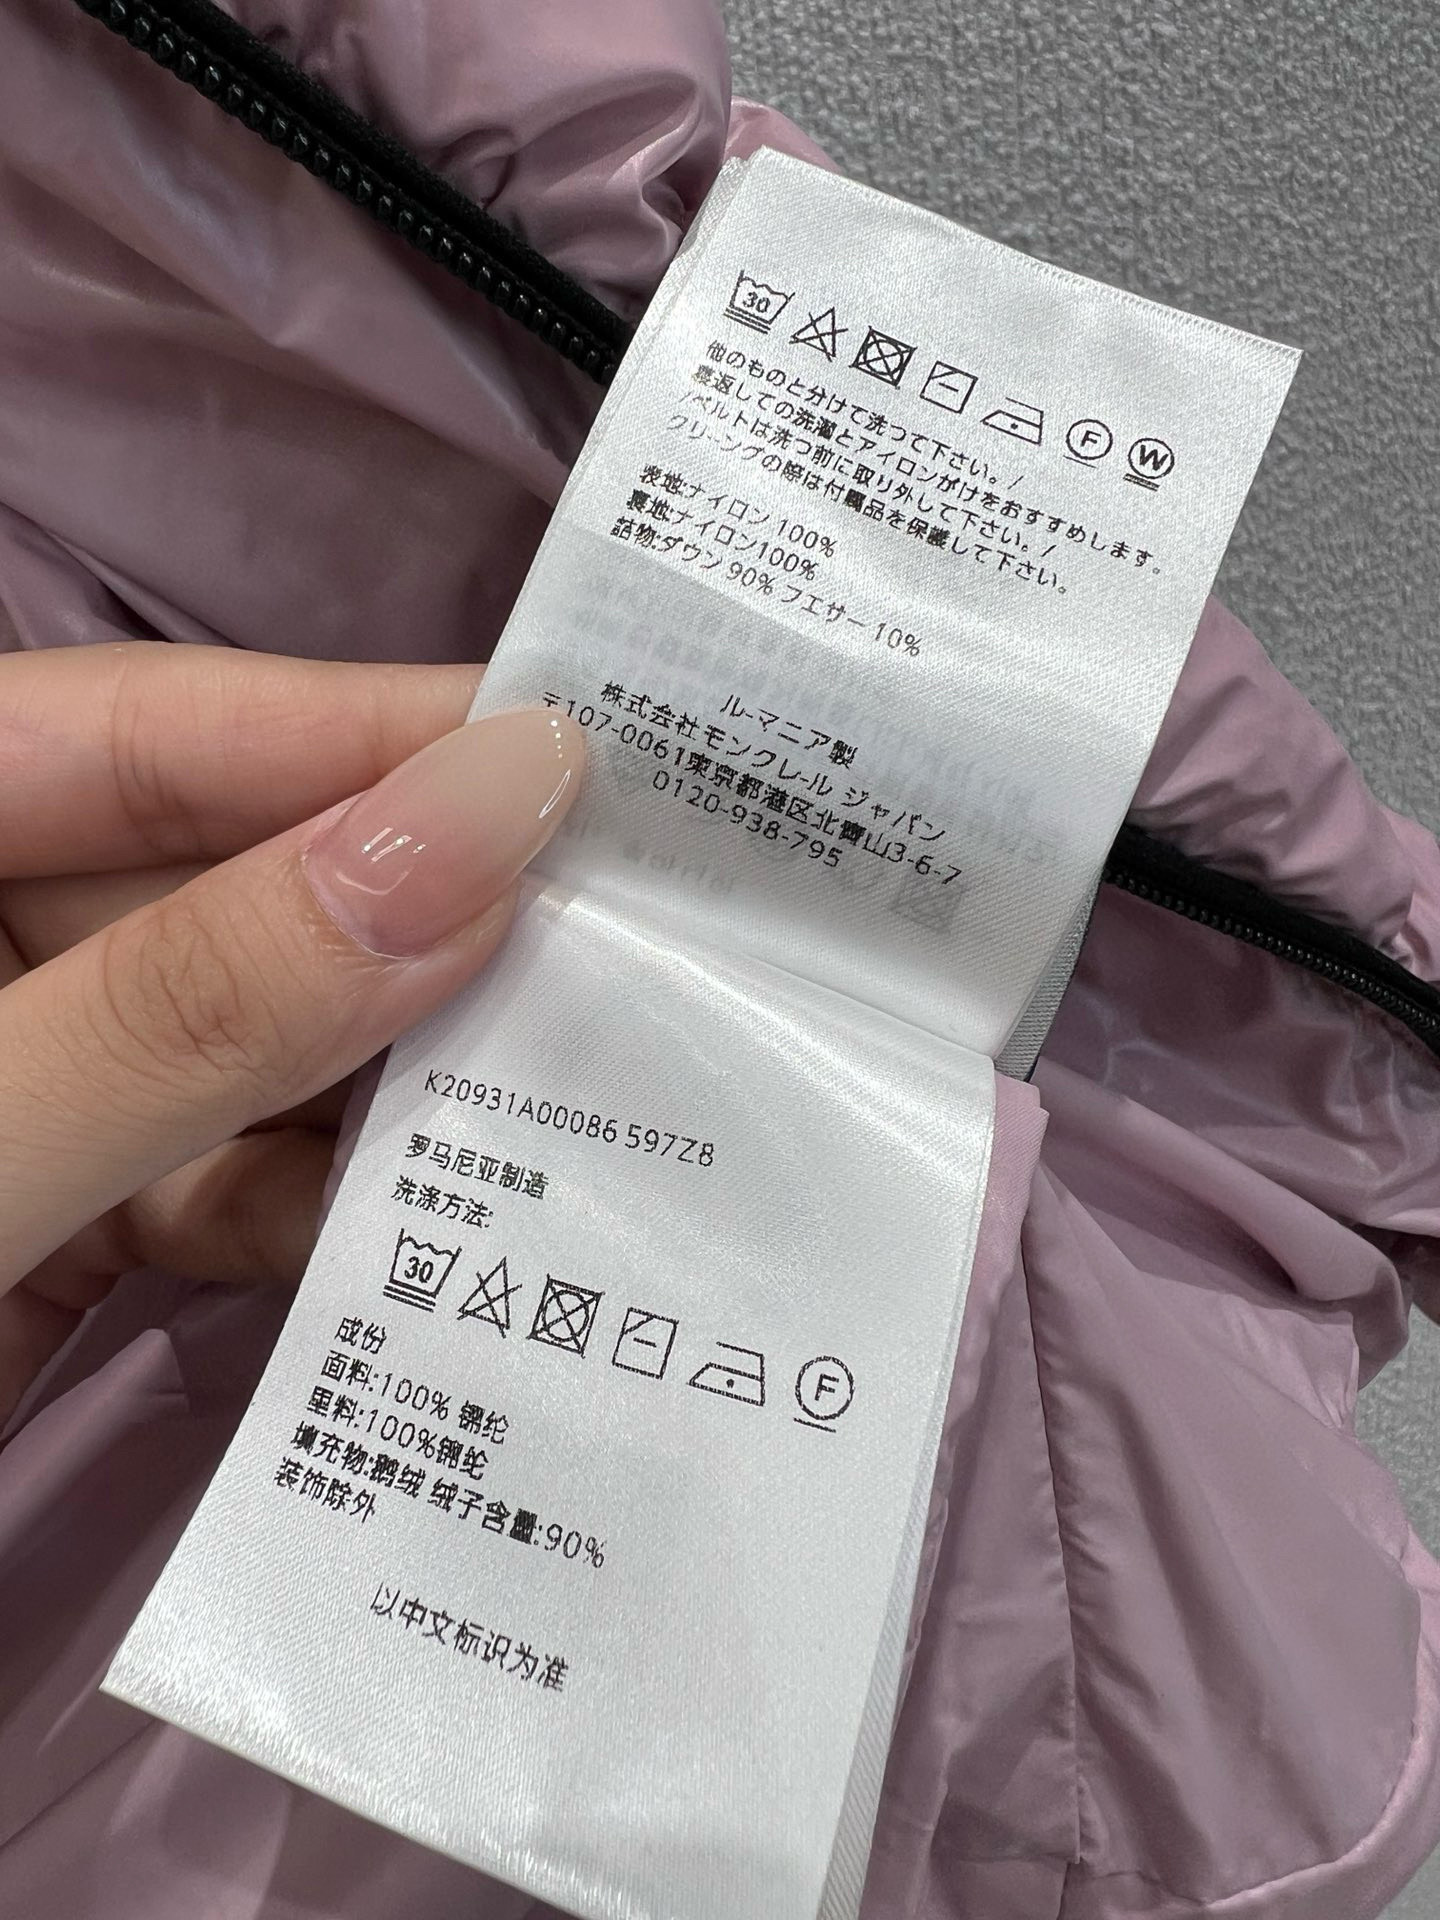 30
F
W
他のものと分けて洗って下さい。/
裏返しての洗濯とアイロンがけをおすすめします。
/ベルトは洗う前に取り外して下さい。/
クリーングの際は付属品を保護して下さい。
表地:ナイロン 100%
裏地:ナイロン100%
詰物:ダウン 90% フエザー 10%
ルーマニア製
株式会社モンクレール ジャパン
〒107-0061東京都港区北青山3-6-7
0120-938-795
K20931A00086 597Z8
罗马尼亚制造
洗涤方法:
30
F
成份
面料:100% 锦纶
里料:100%锦纶
填充物:鹅绒 绒子含量:90%
装饰除外
以中文标识为准